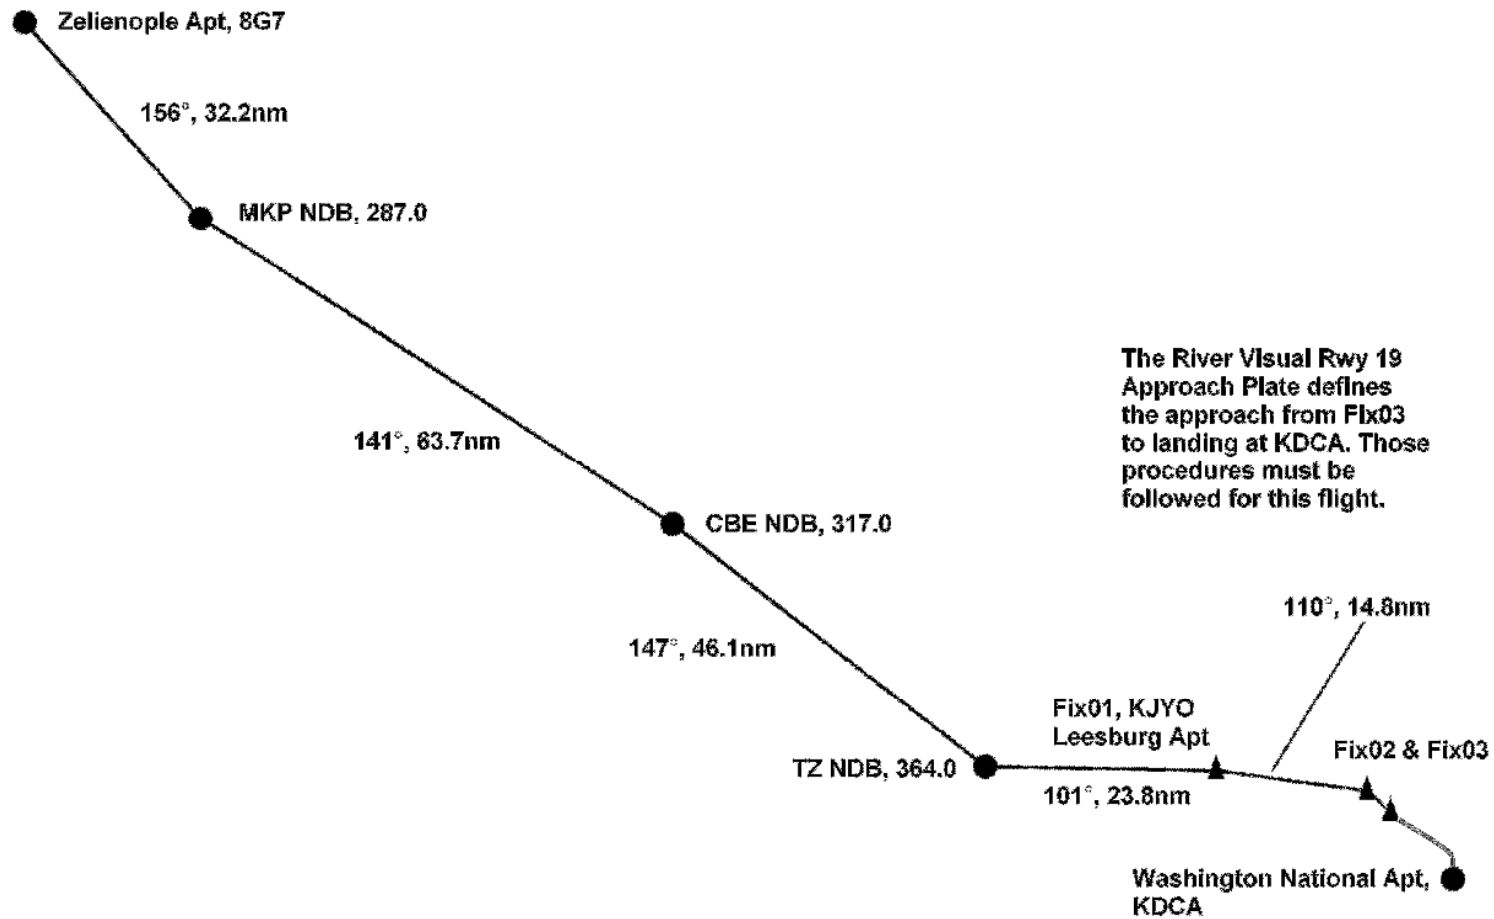 Zelienople Apt, 8G7
156°, 32.2nm
MKP NDB, 287.0
The River Visual Rwy 19
Approach Plate defines
the approach from Fix03
to landing at KDCA. Those
procedures must be
followed for this flight.
141°, 63.7nm
CBE NDB, 317.0
110°, 14.8nm
147°, 46.1nm
Fix01, KJYO
Leesburg Apt
Fix02 & Fix03
TZ NDB, 364.0
101°, 23.8nm
Washington National Apt,
KDCA